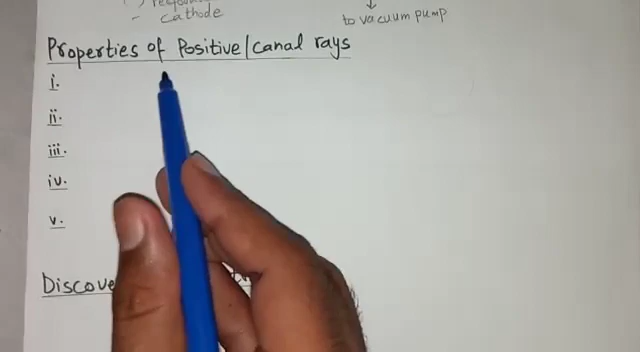 cathode
to vacuum pump
Properties of Positive/canal rays
i.
ii.
iii.
iv.
v.